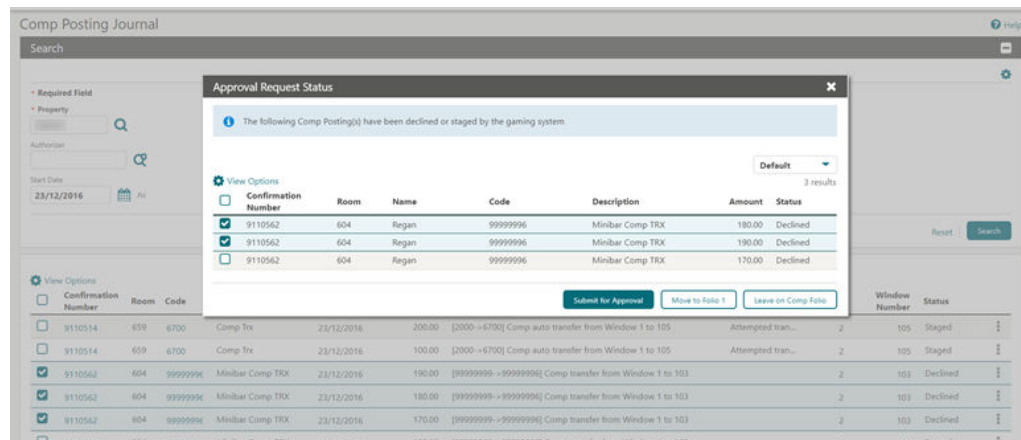 Comp Posting Journal
Help
Search
* Required Field
* Property
Authorizer
Start Date
23/12/2016 Fri
Reset Search
Approval Request Status
The following Comp Posting(s) have been declined or staged by the gaming system
Default
View Options 3 results
Confirmation Number Room Name Code Description Amount Status
9110562 604 Regan 99999996 Minibar Comp TRX 180.00 Declined
9110562 604 Regan 99999996 Minibar Comp TRX 190.00 Declined
9110562 604 Regan 99999996 Minibar Comp TRX 170.00 Declined
Submit for Approval Move to Folio 1 Leave on Comp Folio
View Options
Confirmation Number Room Code Window Number Status
9110514 659 6700 Comp Trx 23/12/2016 200.00 [2000->6700] Comp auto transfer from Window 1 to 105 Attempted tran... 2 105 Staged
9110514 659 6700 Comp Trx 23/12/2016 100.00 [2000->6700] Comp auto transfer from Window 1 to 105 Attempted tran... 2 105 Staged
9110562 604 9999999€ Minibar Comp TRX 23/12/2016 190.00 [99999999->99999996] Comp transfer from Window 1 to 103 2 103 Declined
9110562 604 9999999€ Minibar Comp TRX 23/12/2016 180.00 [99999999->99999996] Comp transfer from Window 1 to 103 2 103 Declined
9110562 604 9999999€ Minibar Comp TRX 23/12/2016 170.00 [99999999->99999996] Comp transfer from Window 1 to 103 2 103 Declined